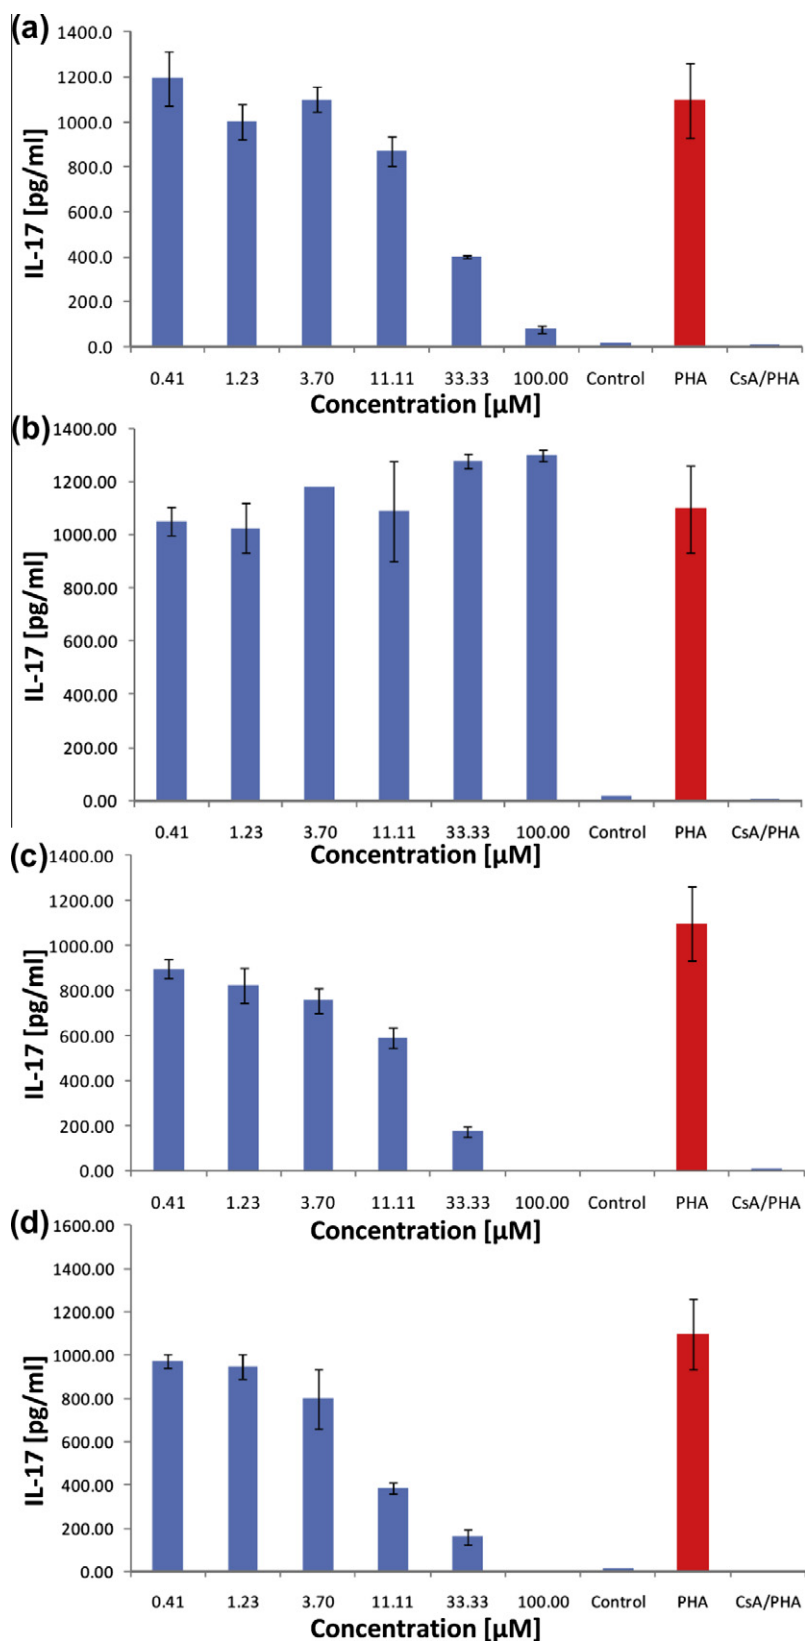 (a)
1400.0
1200.0
1000.0
800.0
600.0
400.0
200.0
0.0
IL-17 [pg/ml]
0.41 1.23 3.70 11.11 33.33 100.00 Control PHA CsA/PHA
Concentration [µM]
(b)
1400.00
1200.00
1000.00
800.00
600.00
400.00
200.00
0.00
IL-17 [pg/ml]
0.41 1.23 3.70 11.11 33.33 100.00 Control PHA CsA/PHA
Concentration [µM]
(c)
1400.00
1200.00
1000.00
800.00
600.00
400.00
200.00
0.00
IL-17 [pg/ml]
0.41 1.23 3.70 11.11 33.33 100.00 Control PHA CsA/PHA
Concentration [µM]
(d)
1600.00
1400.00
1200.00
1000.00
800.00
600.00
400.00
200.00
0.00
IL-17 [pg/ml]
0.41 1.23 3.70 11.11 33.33 100.00 Control PHA CsA/PHA
Concentration [µM]